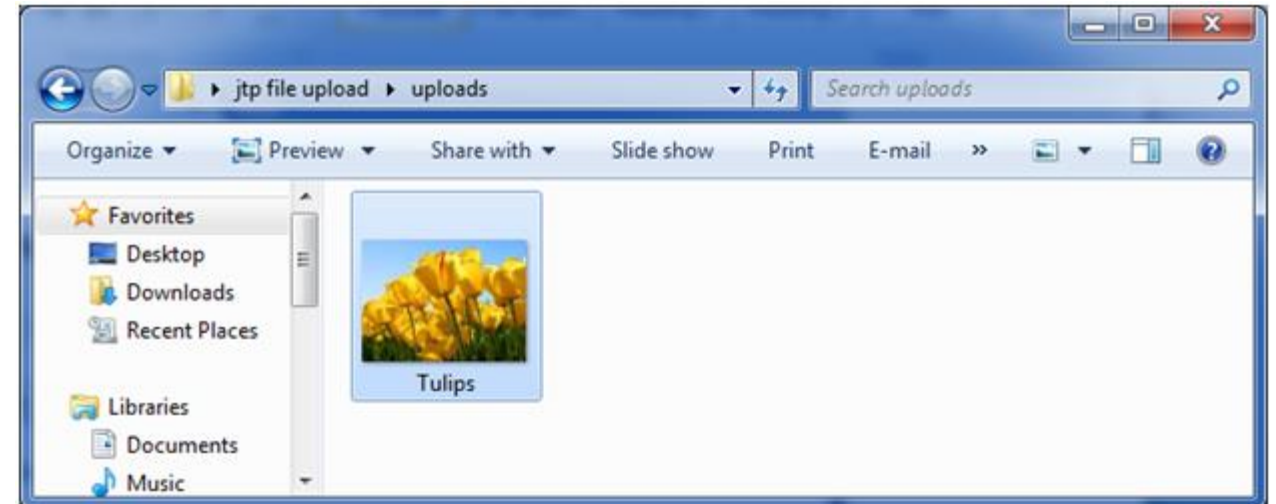 jtp file upload uploads Search uploads
Organize Preview Share with Slide show Print E-mail »
Favorites
Desktop
Downloads
Recent Places
Tulips
Libraries
Documents
Music